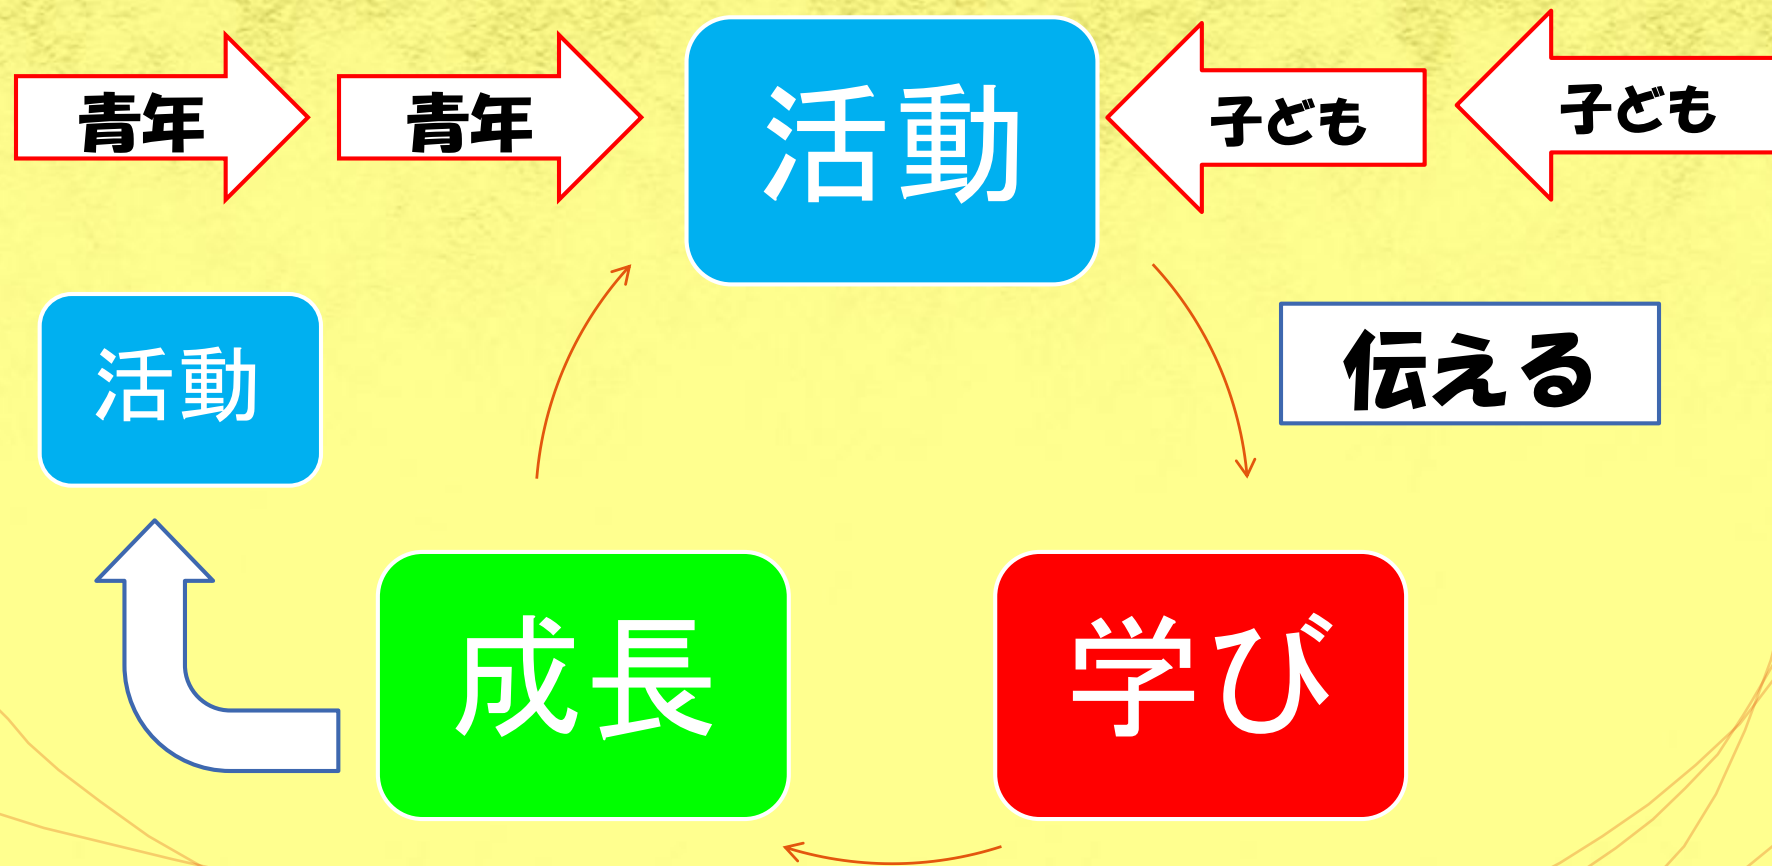 青年
青年
活動
子ども
子ども
活動
伝える
成長
学び